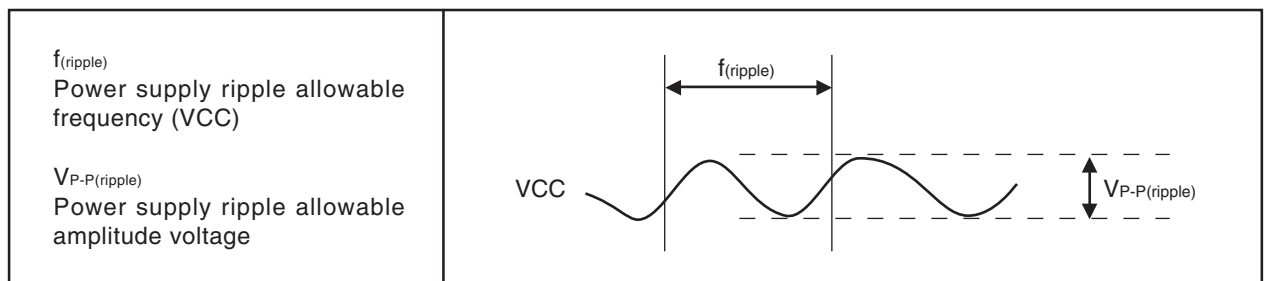 f(ripple)
Power supply ripple allowable
frequency (VCC)
VP-P(ripple)
Power supply ripple allowable
amplitude voltage
f(ripple)
VCC
VP-P(ripple)